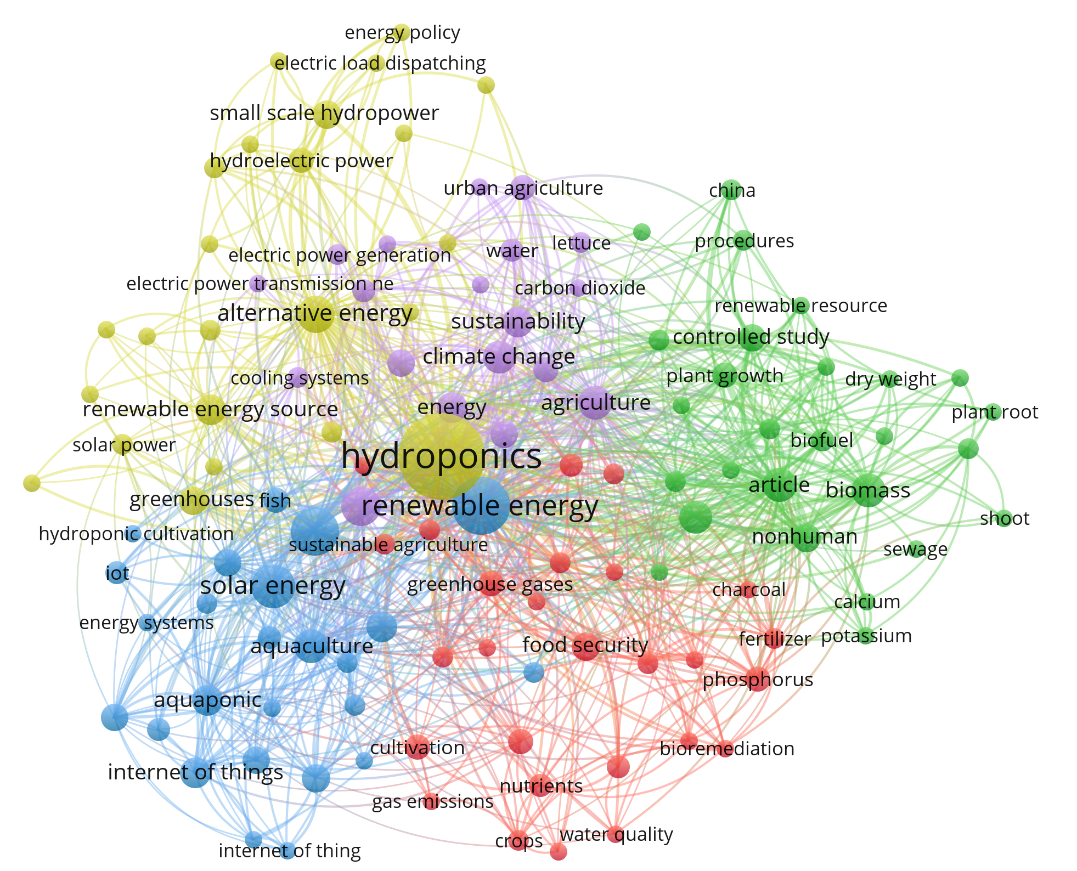 energy policy
electric load dispatching
small scale hydropower
hydroelectric power
urban agriculture
china
procedures
lettuce
water
electric power generation
electric power transmission ne
carbon dioxide
renewable resource
alternative energy
sustainability
controlled study
climate change
plant growth
cooling systems
dry weight
energy
agriculture
renewable energy source
plant root
solar power
biofuel
hydroponics
article
biomass
greenhouses
fish
renewable energy
shoot
hydroponic cultivation
nonhuman
sustainable agriculture
sewage
iot
solar energy
greenhouse gases
charcoal
calcium
energy systems
fertilizer
potassium
aquaculture
food security
phosphorus
aquaponic
cultivation
bioremediation
internet of things
nutrients
gas emissions
water quality
crops
internet of thing